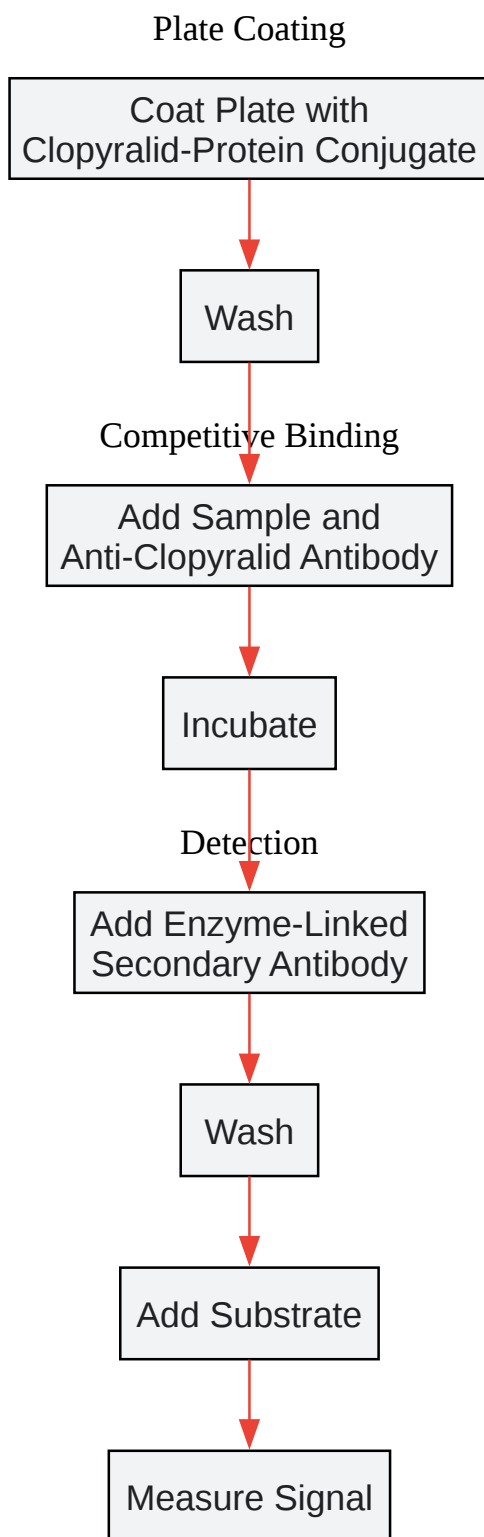 Plate Coating
Coat Plate with
Clopyralid-Protein Conjugate
Wash
Competitive Binding
Add Sample and
Anti-Clopyralid Antibody
Incubate
Detection
Add Enzyme-Linked
Secondary Antibody
Wash
Add Substrate
Measure Signal